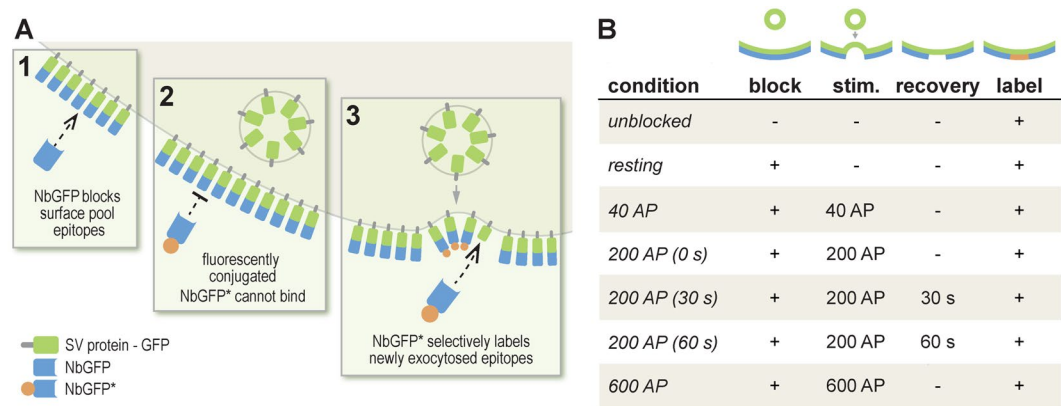 A
1
NbGFP blocks
surface pool
epitopes
2
fluorescently
conjugated
NbGFP* cannot bind
3
NbGFP* selectively labels
newly exocytosed epitopes
SV protein - GFP
NbGFP
NbGFP*
B
condition block stim. recovery label
unblocked - - - +
resting + - - +
40 AP + 40 AP - +
200 AP (0 s) + 200 AP - +
200 AP (30 s) + 200 AP 30 s +
200 AP (60 s) + 200 AP 60 s +
600 AP + 600 AP - +